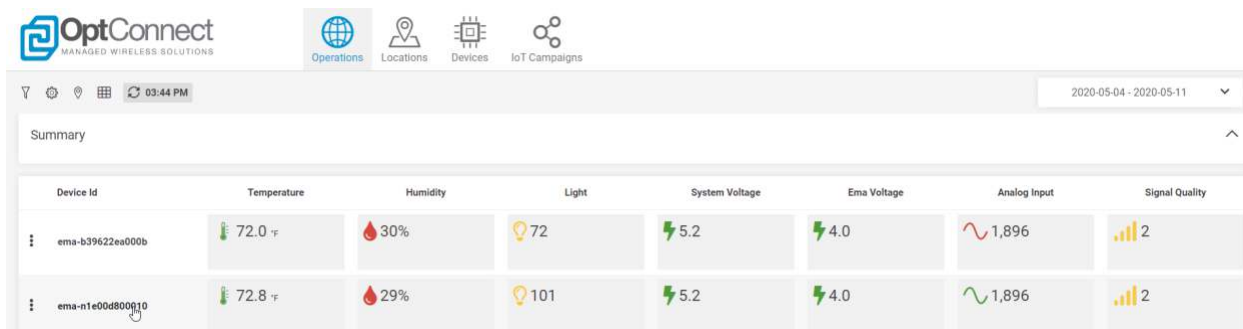 OptConnect
MANAGED WIRELESS SOLUTIONS
Operations Locations Devices IoT Campaigns
03:44 PM 2020-05-04 - 2020-05-11
Summary
Device Id Temperature Humidity Light System Voltage Ema Voltage Analog Input Signal Quality
ema-b39622ea000b 72.0 °F 30% 72 5.2 4.0 1,896 2
ema-n1e00d800010 72.8 °F 29% 101 5.2 4.0 1,896 2